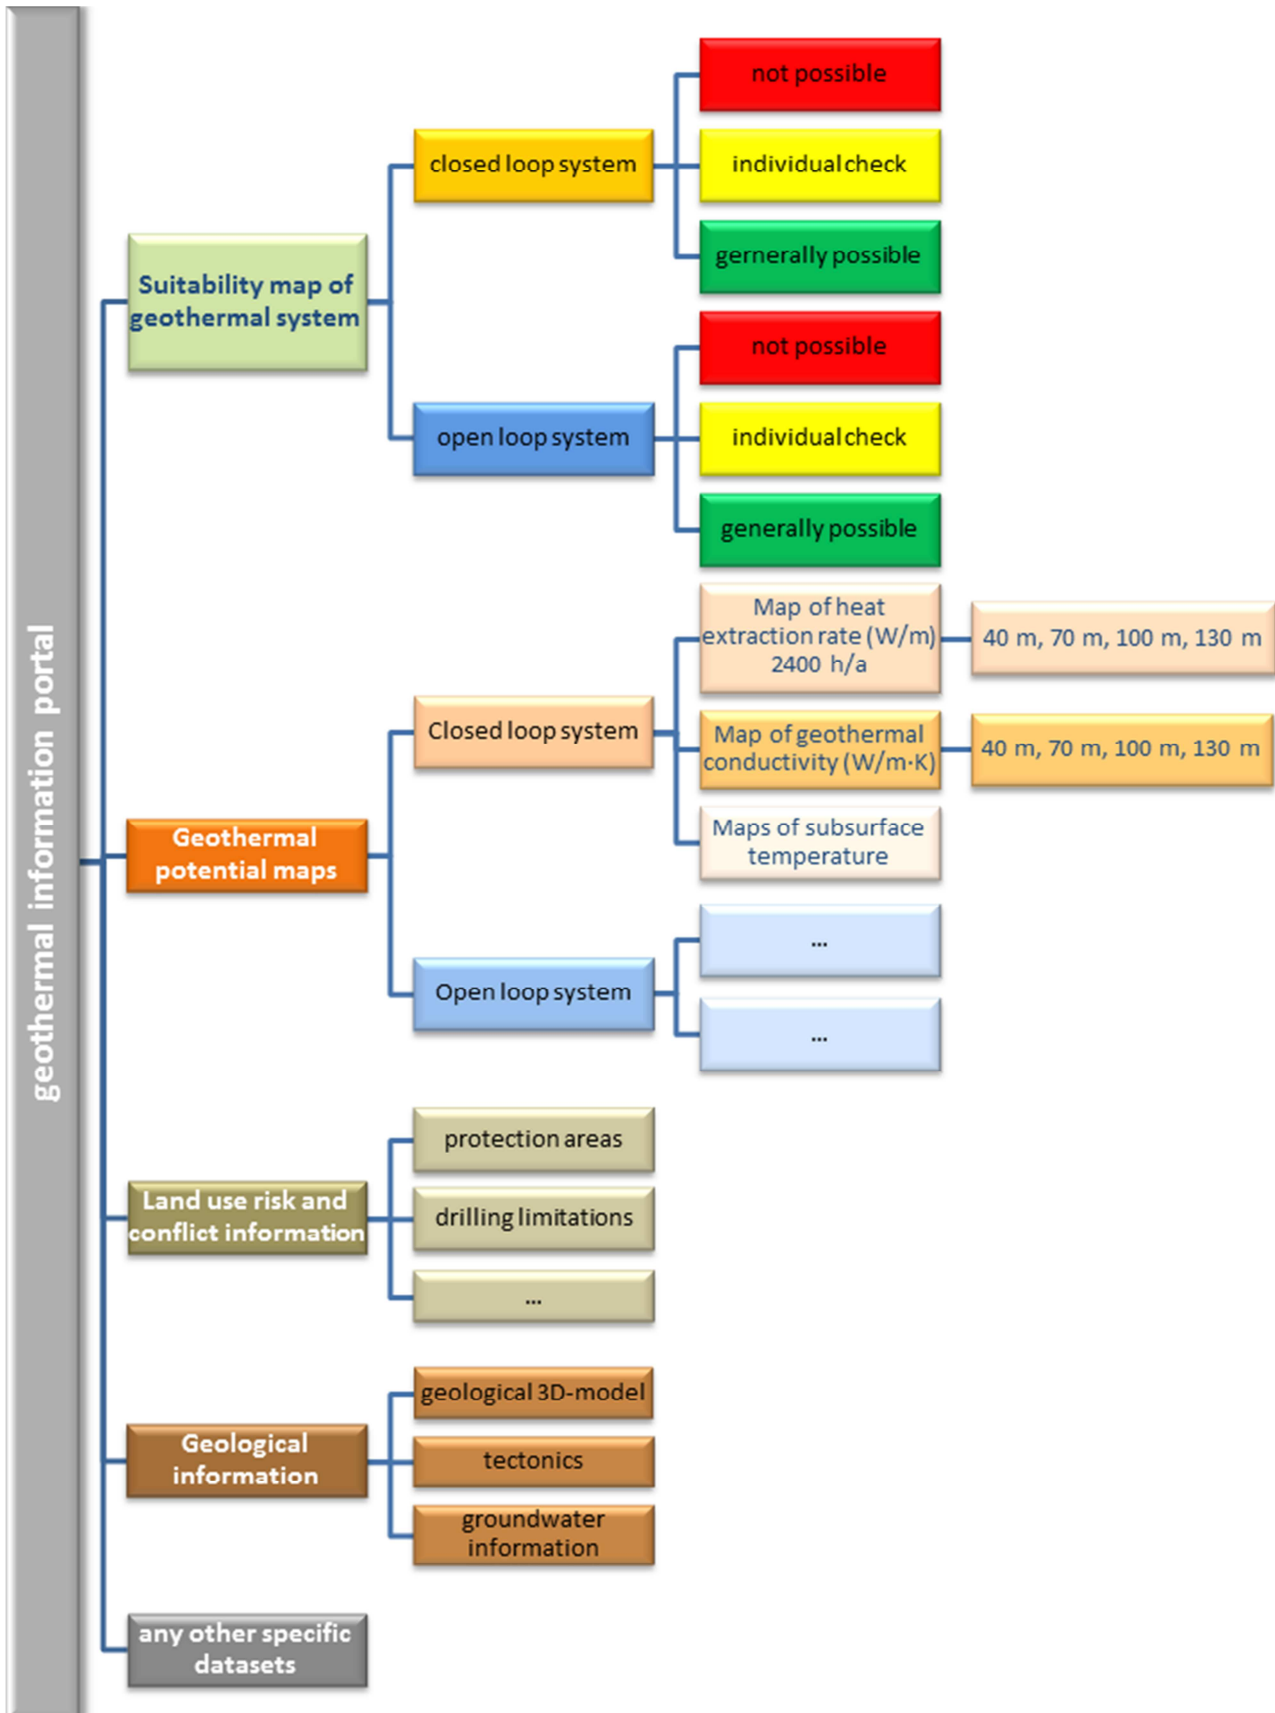 geothermal information portal
Suitability map of
geothermal system
closed loop system
not possible
individual check
gernerally possible
open loop system
not possible
individual check
generally possible
Geothermal
potential maps
Closed loop system
Map of heat
extraction rate (W/m)
2400 h/a
40 m, 70 m, 100 m, 130 m
Map of geothermal
conductivity (W/m·K)
40 m, 70 m, 100 m, 130 m
Maps of subsurface
temperature
Open loop system
...
...
Land use risk and
conflict information
protection areas
drilling limitations
...
Geological
information
geological 3D-model
tectonics
groundwater
information
any other specific
datasets